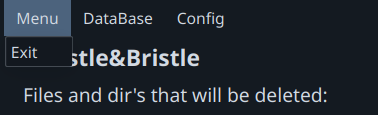 Menu DataBase Config
Exit
stle&Bristle
Files and dir's that will be deleted: